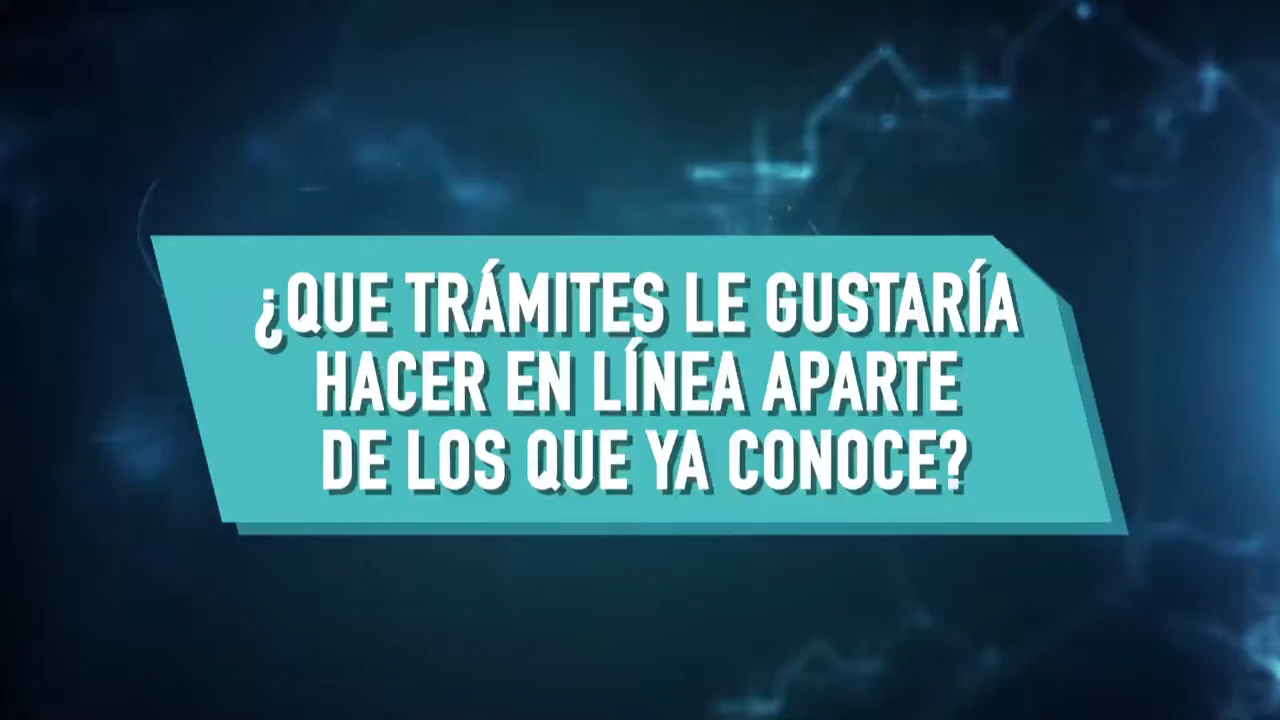 ¿QUE TRÁMITES LE GUSTARÍA
HACER EN LÍNEA APARTE
DE LOS QUE YA CONOCE?